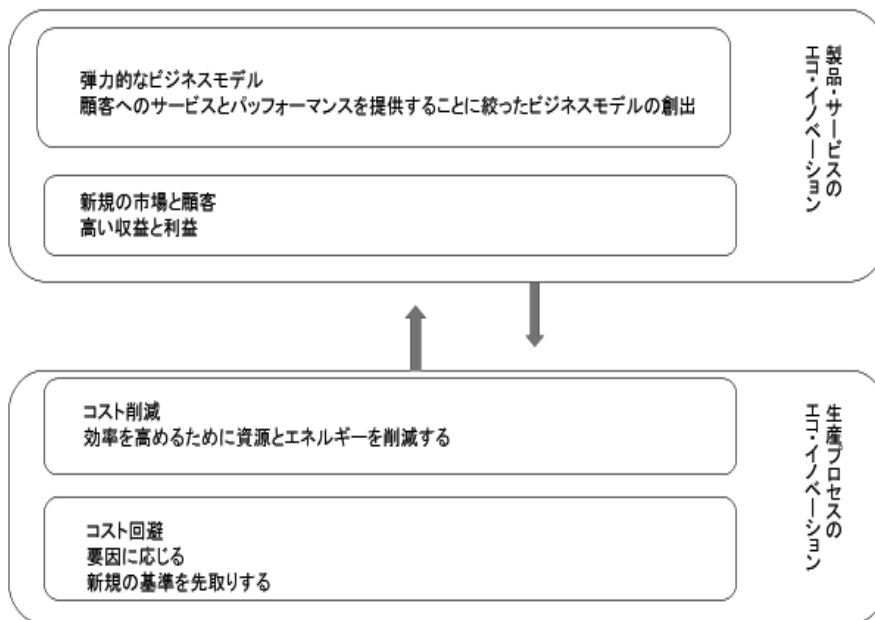 弾力的なビジネスモデル
顧客へのサービスとパッフォーマンスを提供することに絞ったビジネスモデルの創出
新規の市場と顧客
高い収益と利益
製品・サービスの
エコ・イノベーション
コスト削減
効率を高めるために資源とエネルギーを削減する
コスト回避
要因に応じる
新規の基準を先取りする
生産プロセスの
エコ・イノベーション